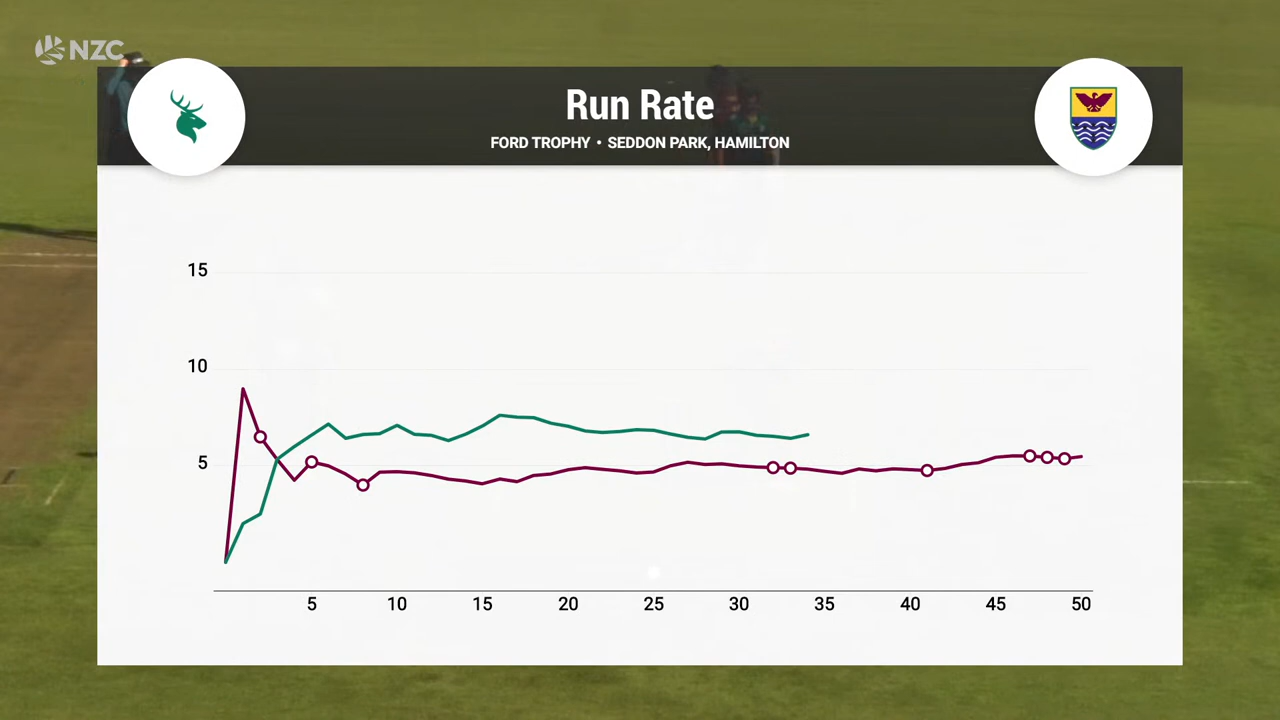 NZC
Run Rate
FORD TROPHY • SEDDON PARK, HAMILTON
15
10
5
5 10 15 20 25 30 35 40 45 50